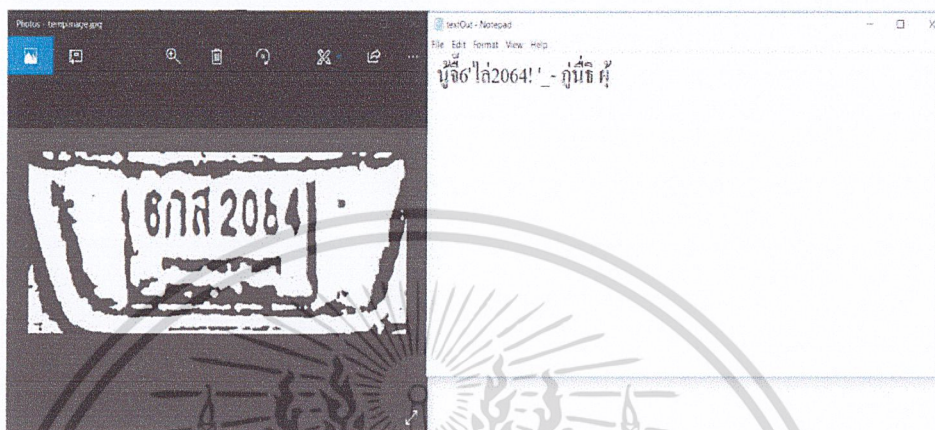 Photos - tempimage.jpg
6กส 2064
textOut - Notepad
File Edit Format View Help
นู้จื๊6'ไล่2064! '_- ภู่นี่ธิ ผุ้